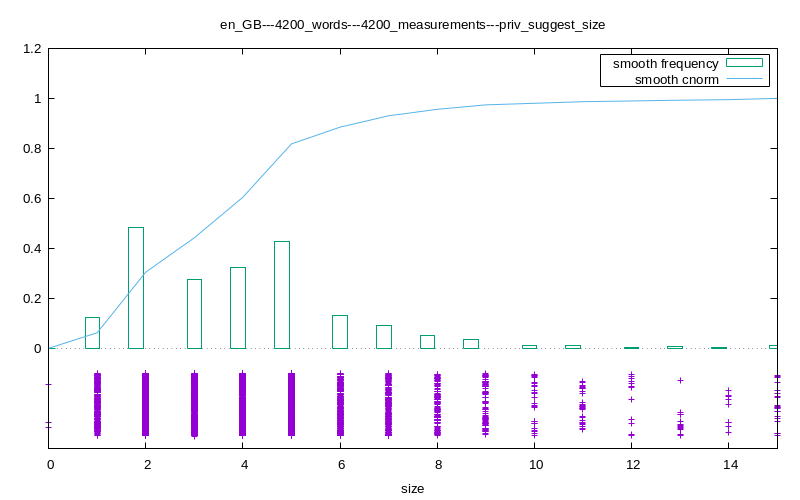 en_GB---4200_words---4200_measurements---priv_suggest_size
1.2
smooth frequency
smooth cnorm
1
0.8
0.6
0.4
0.2
0
0 2 4 6 8 10 12 14
size